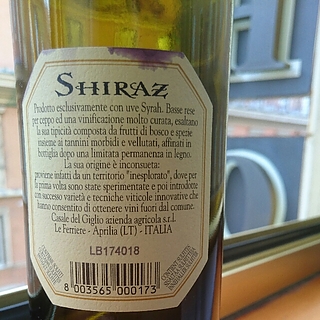 SHIRAZ
Prodotto esclusivamente con uve Syrah. Basse rese
per ceppo ed una vinificazione molto curata, esaltano
la sua tipicità composta da frutti di bosco e spezie
insieme ai tannini morbidi e vellutati, affinati in
bottiglia dopo una limitata permanenza in legno.
La sua origine è inconsueta:
proviene infatti da un territorio "inesplorato", dove per
la prima volta sono state sperimentate e poi introdotte
con successo varietà e tecniche viticole innovative che
hanno consentito di ottenere vini fuori dal comune.
Casale del Giglio azienda agricola s.r.l.
Le Ferriere - Aprilia (LT) - ITALIA
LB174018
8 003565 000173